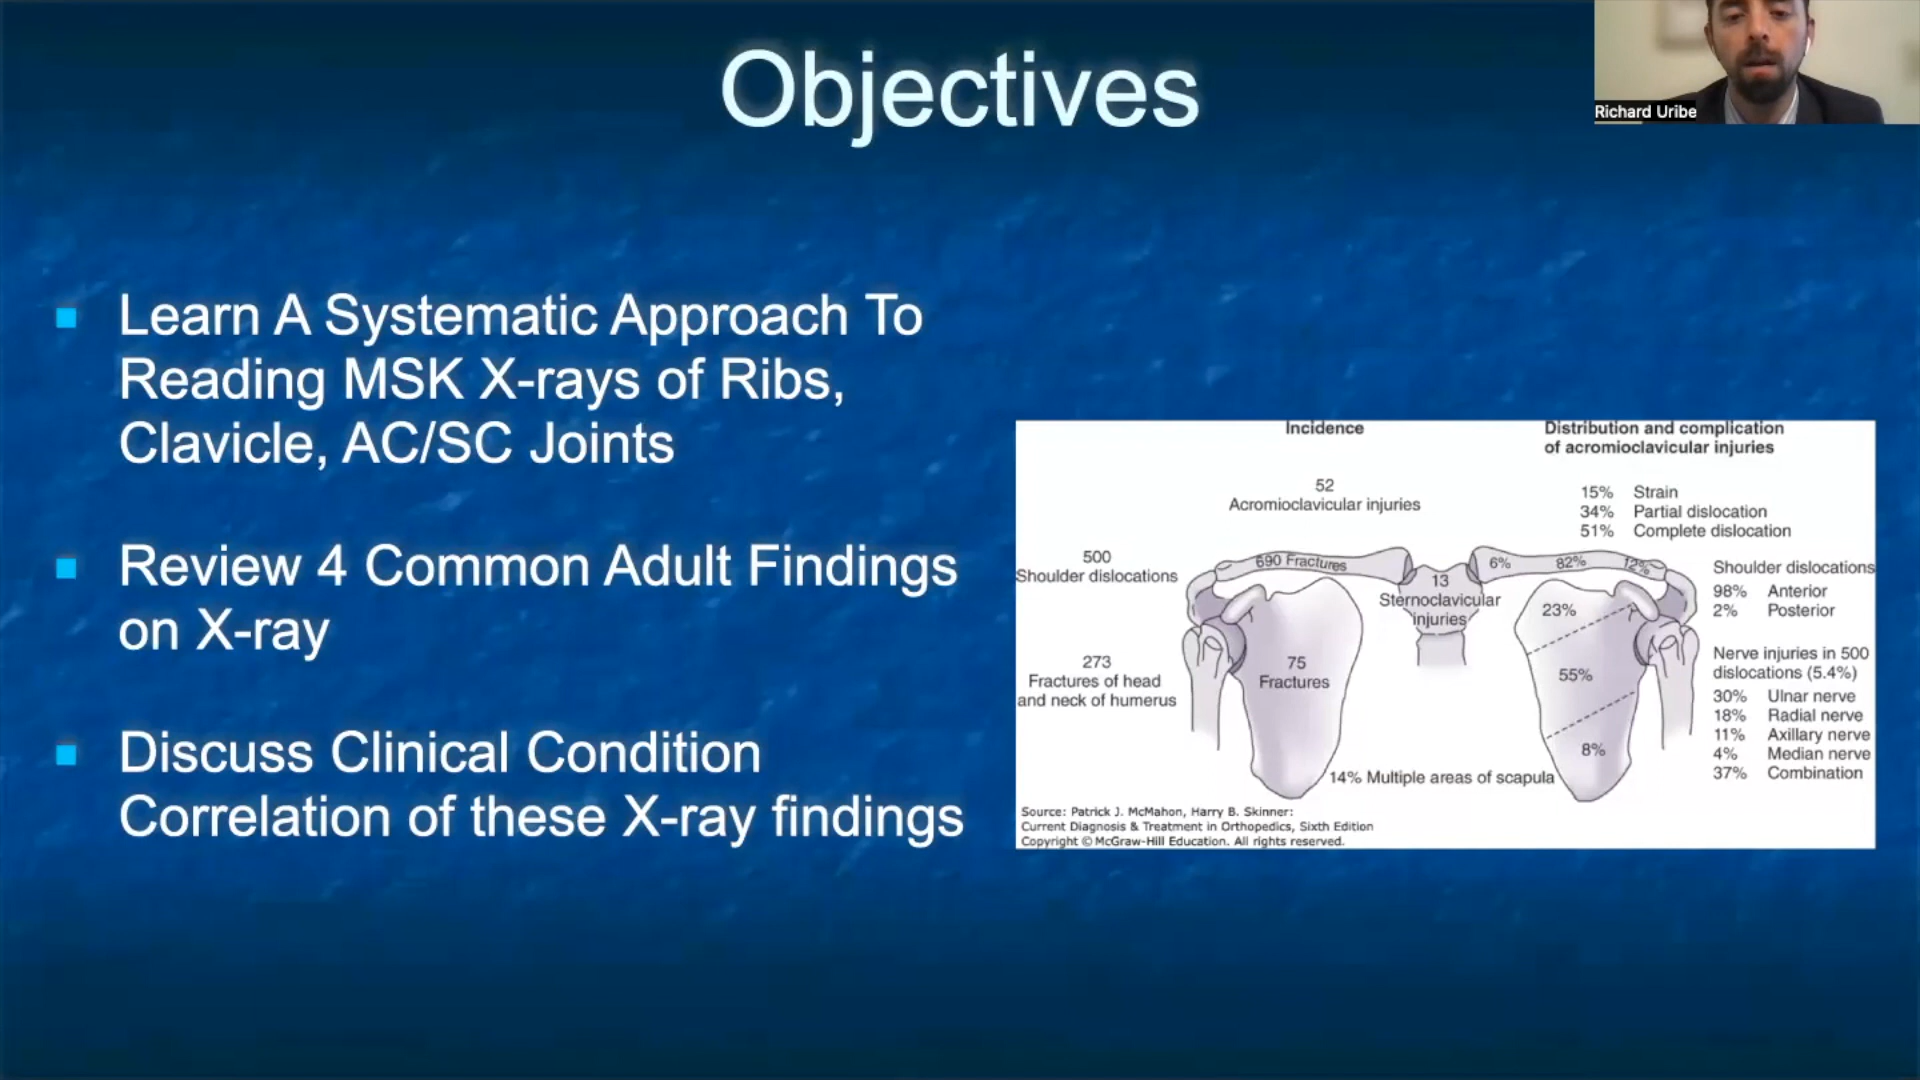 Objectives
Richard Uribe
Learn A Systematic Approach To
Reading MSK X-rays of Ribs,
Clavicle, AC/SC Joints
Review 4 Common Adult Findings
on X-ray
Discuss Clinical Condition
Correlation of these X-ray findings
Incidence
52
Acromioclavicular injuries
500
Shoulder dislocations
690 Fractures
13
Sternoclavicular
injuries
273
Fractures of head
and neck of humerus
75
Fractures
Distribution and complication
of acromioclavicular injuries
15% Strain
34% Partial dislocation
51% Complete dislocation
6% 82% 12%
23%
55%
8%
14% Multiple areas of scapula
Shoulder dislocations
98% Anterior
2% Posterior
Nerve injuries in 500
dislocations (5.4%)
30% Ulnar nerve
18% Radial nerve
11% Axillary nerve
4% Median nerve
37% Combination
Source: Patrick J. McMahon, Harry B. Skinner:
Current Diagnosis & Treatment in Orthopedics, Sixth Edition
Copyright © McGraw-Hill Education. All rights reserved.